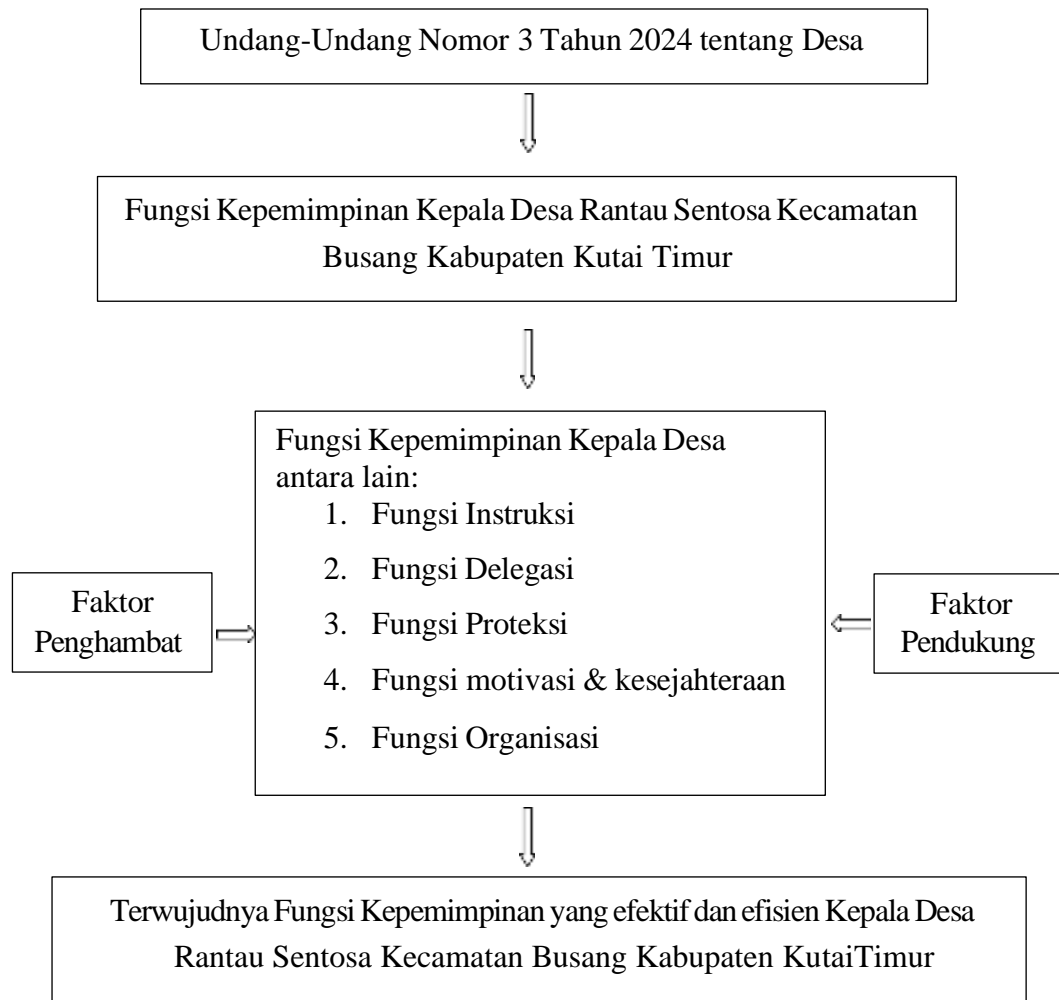 Undang-Undang Nomor 3 Tahun 2024 tentang Desa
Fungsi Kepemimpinan Kepala Desa Rantau Sentosa Kecamatan
Busang Kabupaten Kutai Timur
Fungsi Kepemimpinan Kepala Desa
antara lain:
1. Fungsi Instruksi
2. Fungsi Delegasi
3. Fungsi Proteksi
4. Fungsi motivasi & kesejahteraan
5. Fungsi Organisasi
Faktor
Penghambat
Faktor
Pendukung
Terwujudnya Fungsi Kepemimpinan yang efektif dan efisien Kepala Desa
Rantau Sentosa Kecamatan Busang Kabupaten KutaiTimur